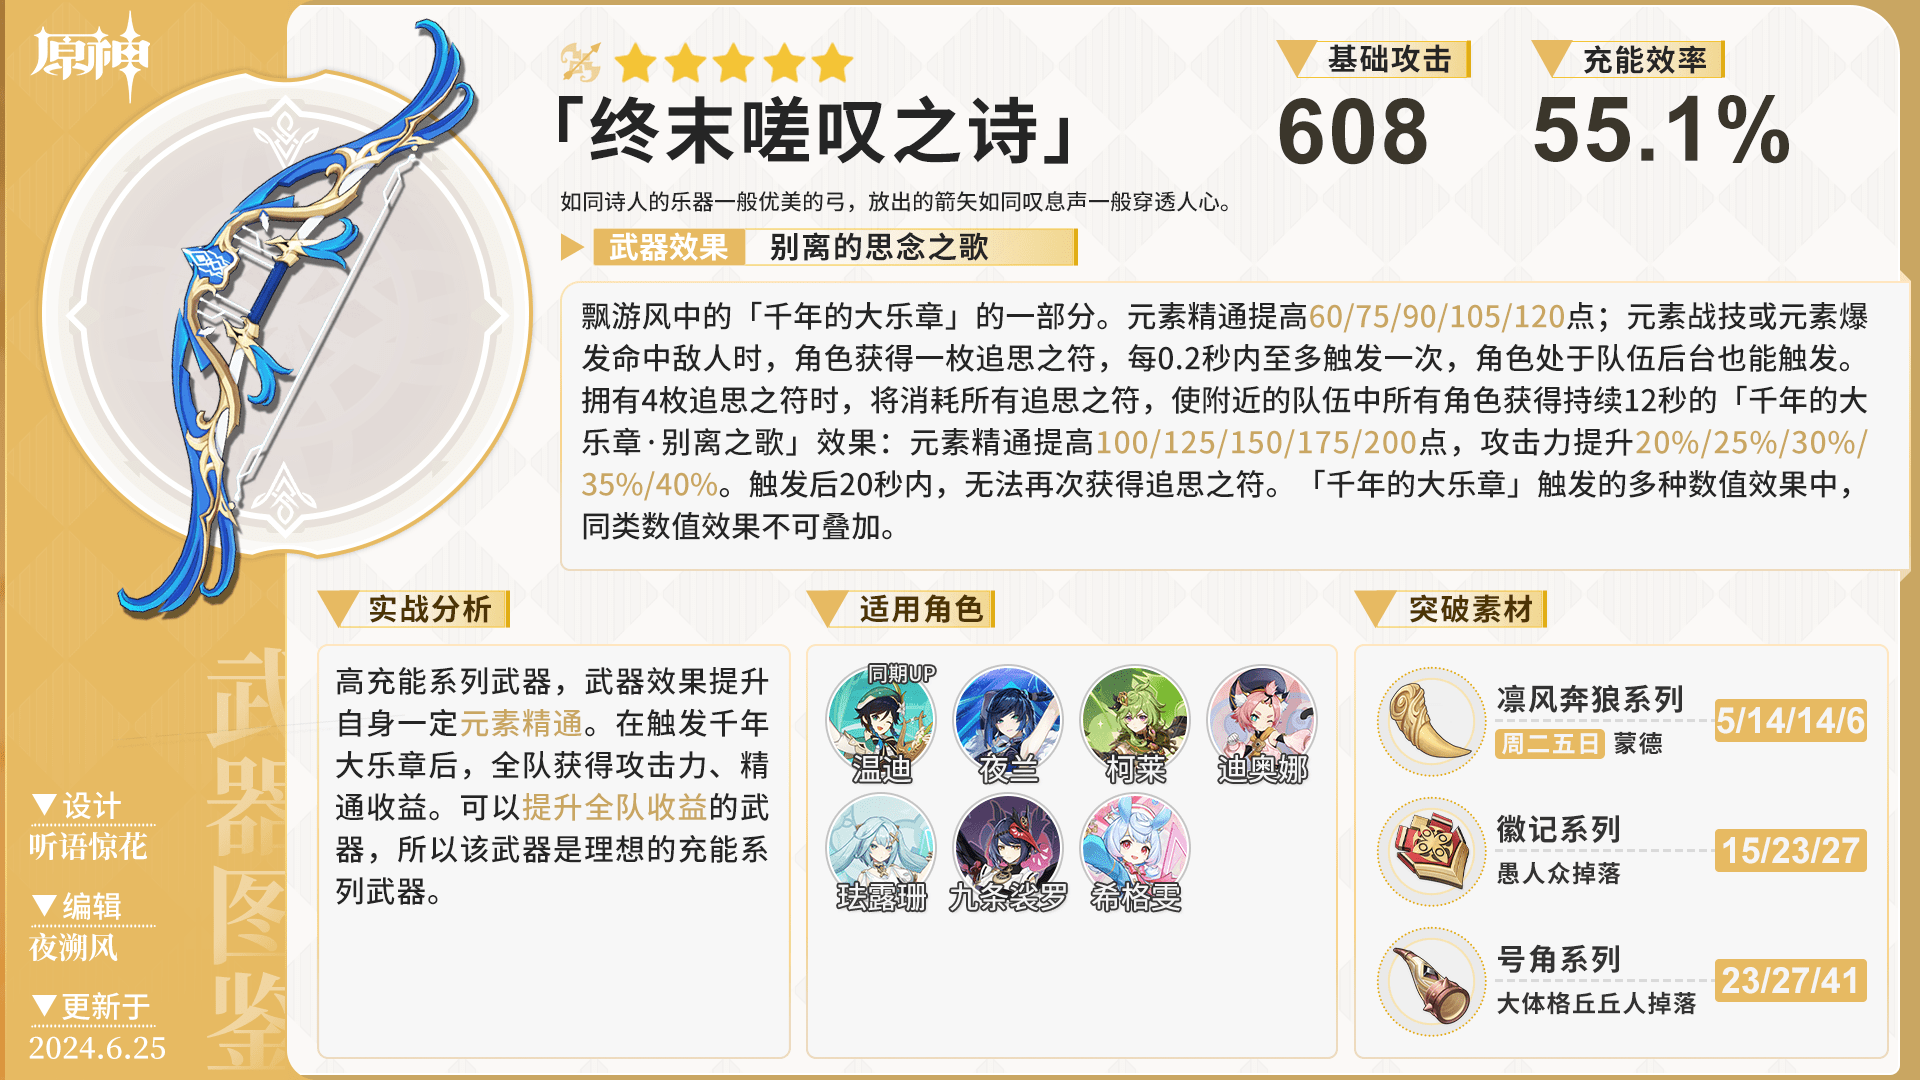 原神
「终末嗟叹之诗」
基础攻击
608
充能效率
55.1%
如同诗人的乐器一般优美的弓，放出的箭矢如同叹息声一般穿透人心。
武器效果 别离的思念之歌
飘游风中的「千年的大乐章」的一部分。元素精通提高60/75/90/105/120点；元素战技或元素爆
发命中敌人时，角色获得一枚追思之符，每0.2秒内至多触发一次，角色处于队伍后台也能触发。
拥有4枚追思之符时，将消耗所有追思之符，使附近的队伍中所有角色获得持续12秒的「千年的大
乐章·别离之歌」效果：元素精通提高100/125/150/175/200点，攻击力提升20%/25%/30%/
35%/40%。触发后20秒内，无法再次获得追思之符。「千年的大乐章」触发的多种数值效果中，
同类数值效果不可叠加。
实战分析
高充能系列武器，武器效果提升
自身一定元素精通。在触发千年
大乐章后，全队获得攻击力、精
通收益。可以提升全队收益的武
器，所以该武器是理想的充能系
列武器。
适用角色
同期UP
温迪
夜兰
柯莱
迪奥娜
珐露珊
九条裟罗
希格雯
突破素材
凛风奔狼系列
周二五日 蒙德
5/14/14/6
徽记系列
愚人众掉落
15/23/27
号角系列
大体格丘丘人掉落
23/27/41
武器图鉴
▼设计
听语惊花
▼编辑
夜溯风
▼更新于
2024.6.25